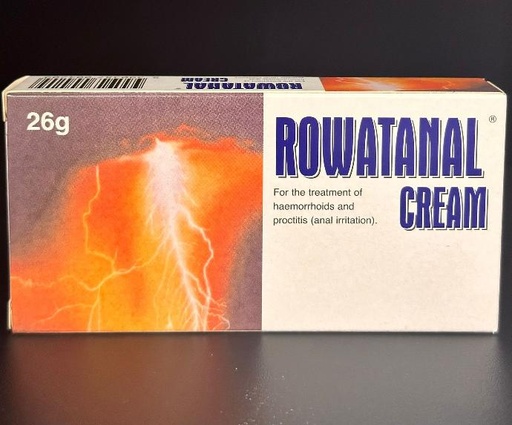 ROWATANAL CREAM
26g
ROWATANAL ®
CREAM
For the treatment of
haemorrhoids and
proctitis (anal irritation).